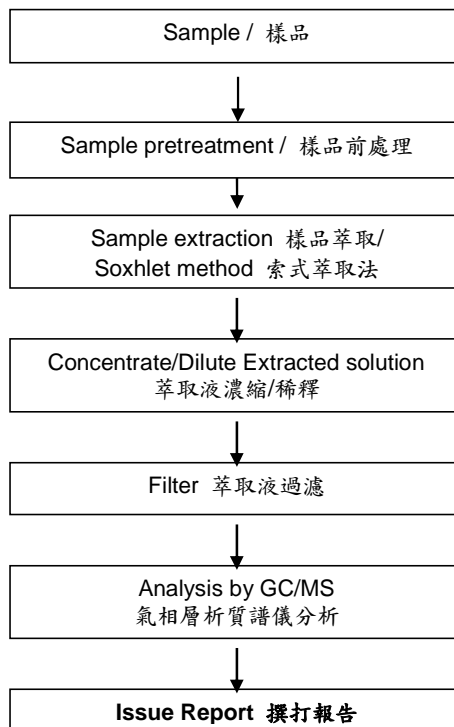 Sample / 樣品
Sample pretreatment / 樣品前處理
Sample extraction 樣品萃取/
Soxhlet method 索式萃取法
Concentrate/Dilute Extracted solution
萃取液濃縮/稀釋
Filter 萃取液過濾
Analysis by GC/MS
氣相層析質譜儀分析
Issue Report 撰打報告